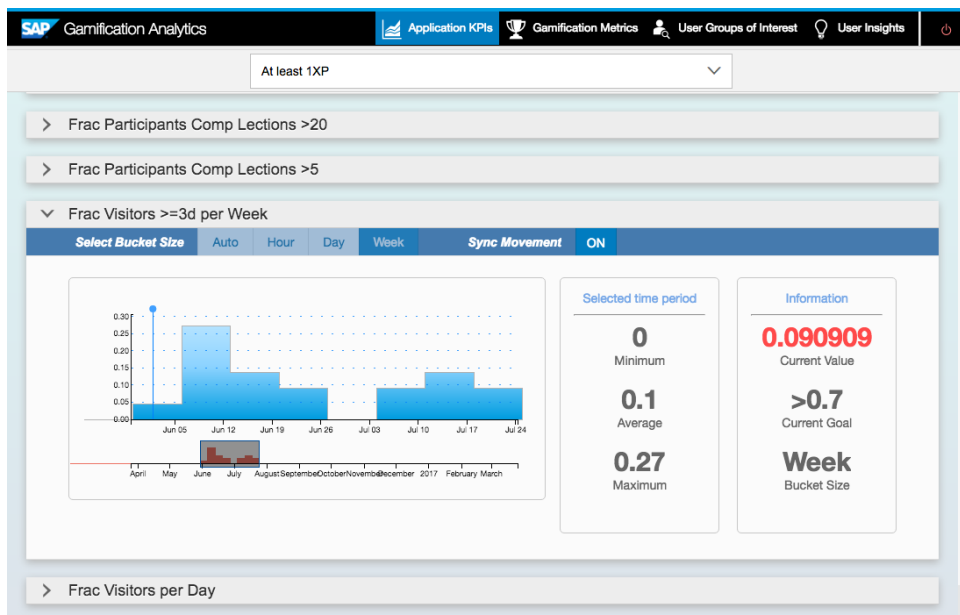 SAP Gamification Analytics Application KPIs Gamification Metrics User Groups of Interest User Insights
At least 1XP
Frac Participants Comp Lections >20
Frac Participants Comp Lections >5
Frac Visitors >=3d per Week
Select Bucket Size Auto Hour Day Week Sync Movement ON
0.30
0.25
0.20
0.15
0.10
0.05
0.00
Jun 05 Jun 12 Jun 19 Jun 26 Jul 03 Jul 10 Jul 17 Jul 24
April May June July August September October November December 2017 February March
Selected time period
0
Minimum
0.1
Average
0.27
Maximum
Information
0.090909
Current Value
>0.7
Current Goal
Week
Bucket Size
Frac Visitors per Day